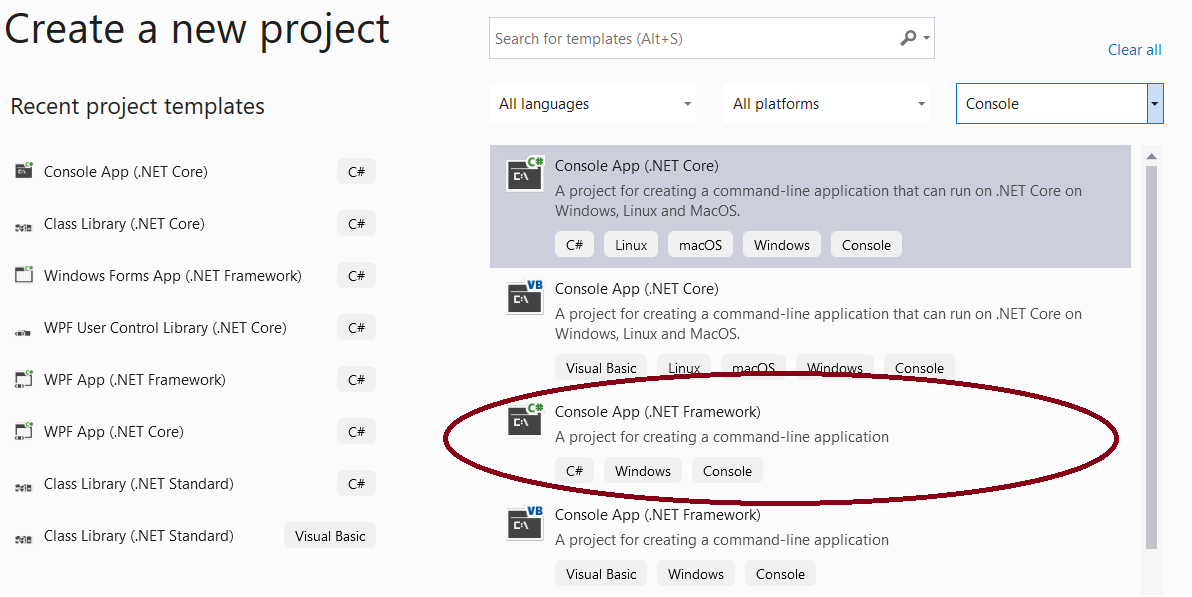 Create a new project
Search for templates (Alt+S)
Clear all
All languages
All platforms
Console
Recent project templates
Console App (.NET Core) C#
Class Library (.NET Core) C#
Windows Forms App (.NET Framework) C#
WPF User Control Library (.NET Core) C#
WPF App (.NET Framework) C#
WPF App (.NET Core) C#
Class Library (.NET Standard) C#
Class Library (.NET Standard) Visual Basic
C#
C:\
Console App (.NET Core)
A project for creating a command-line application that can run on .NET Core on
Windows, Linux and MacOS.
C# Linux macOS Windows Console
VB
C:\
Console App (.NET Core)
A project for creating a command-line application that can run on .NET Core on
Windows, Linux and MacOS.
Visual Basic Linux macOS Windows Console
C#
C:\
Console App (.NET Framework)
A project for creating a command-line application
C# Windows Console
VB
C:\
Console App (.NET Framework)
A project for creating a command-line application
Visual Basic Windows Console